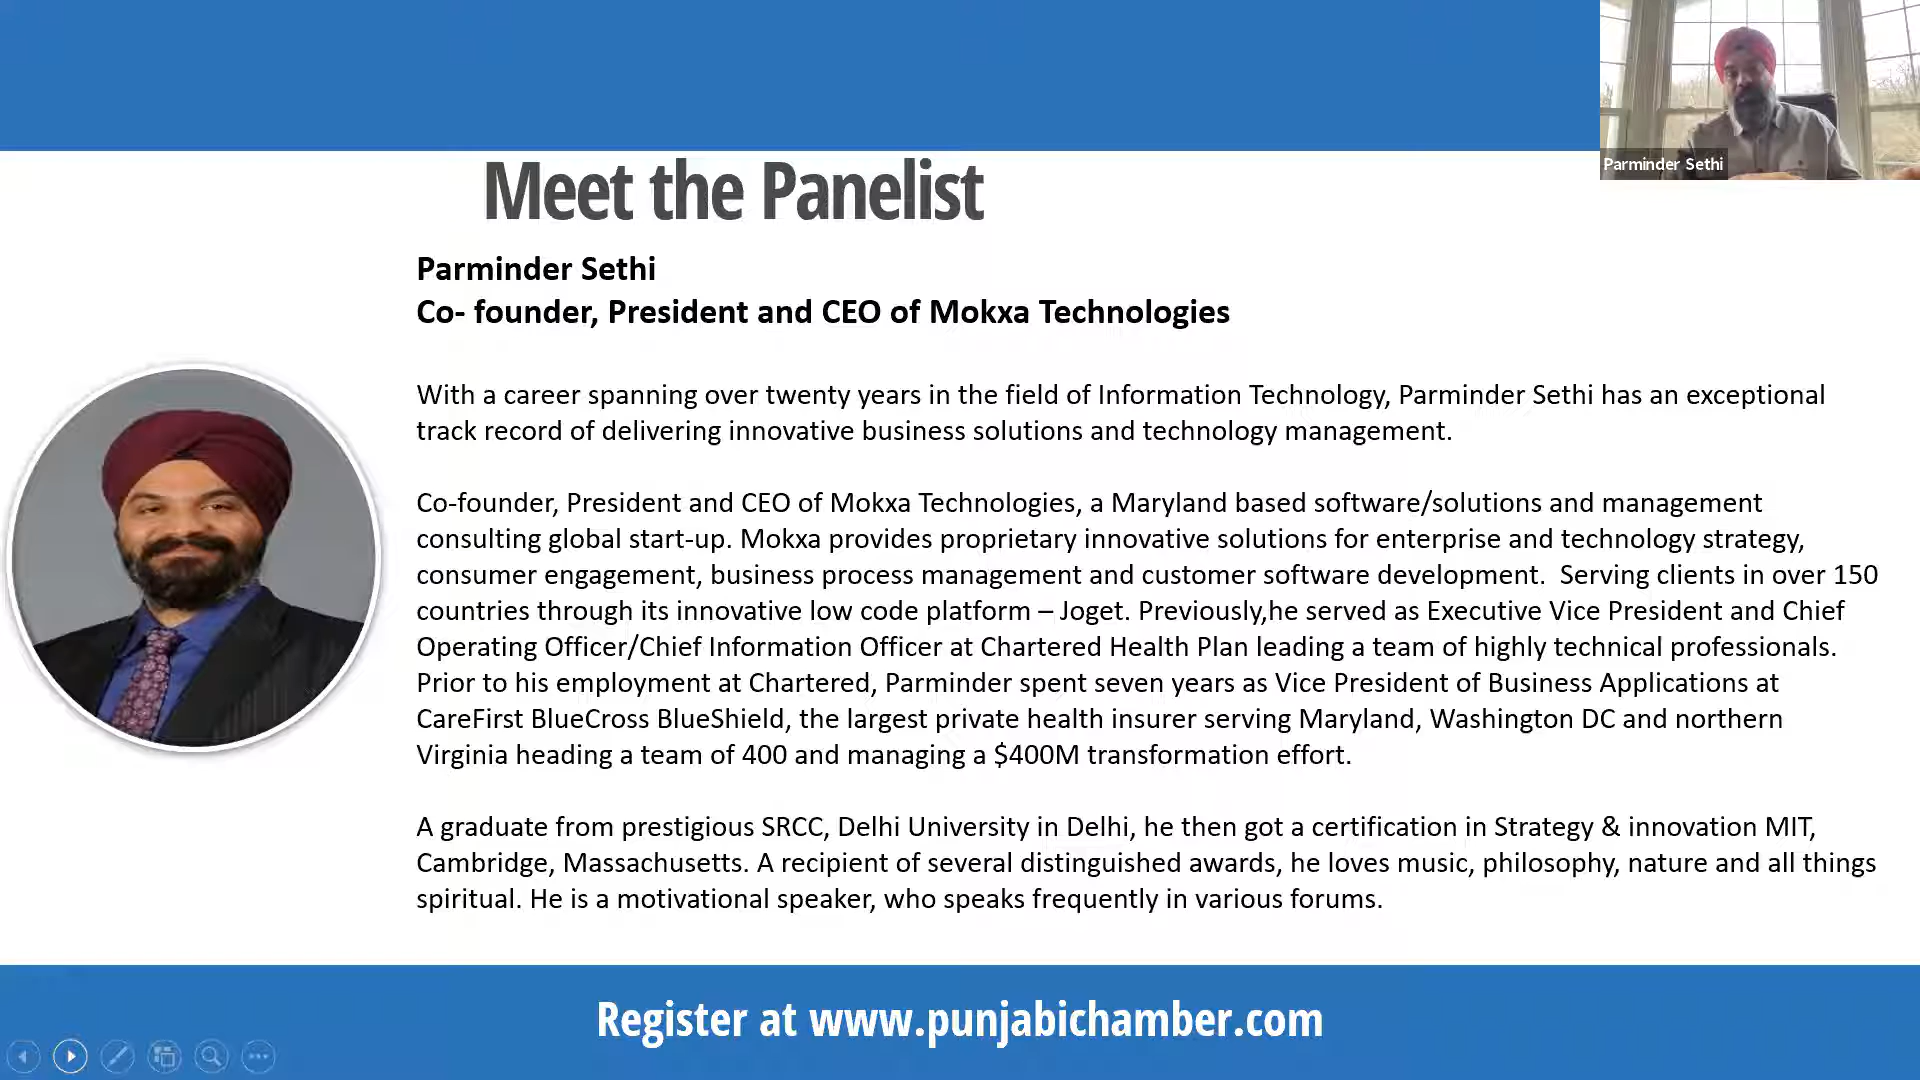 Parminder Sethi
Meet the Panelist
Parminder Sethi
Co- founder, President and CEO of Mokxa Technologies
With a career spanning over twenty years in the field of Information Technology, Parminder Sethi has an exceptional
track record of delivering innovative business solutions and technology management.
Co-founder, President and CEO of Mokxa Technologies, a Maryland based software/solutions and management
consulting global start-up. Mokxa provides proprietary innovative solutions for enterprise and technology strategy,
consumer engagement, business process management and customer software development.  Serving clients in over 150
countries through its innovative low code platform – Joget. Previously,he served as Executive Vice President and Chief
Operating Officer/Chief Information Officer at Chartered Health Plan leading a team of highly technical professionals.
Prior to his employment at Chartered, Parminder spent seven years as Vice President of Business Applications at
CareFirst BlueCross BlueShield, the largest private health insurer serving Maryland, Washington DC and northern
Virginia heading a team of 400 and managing a $400M transformation effort.
A graduate from prestigious SRCC, Delhi University in Delhi, he then got a certification in Strategy & innovation MIT,
Cambridge, Massachusetts. A recipient of several distinguished awards, he loves music, philosophy, nature and all things
spiritual. He is a motivational speaker, who speaks frequently in various forums.
Register at www.punjabichamber.com